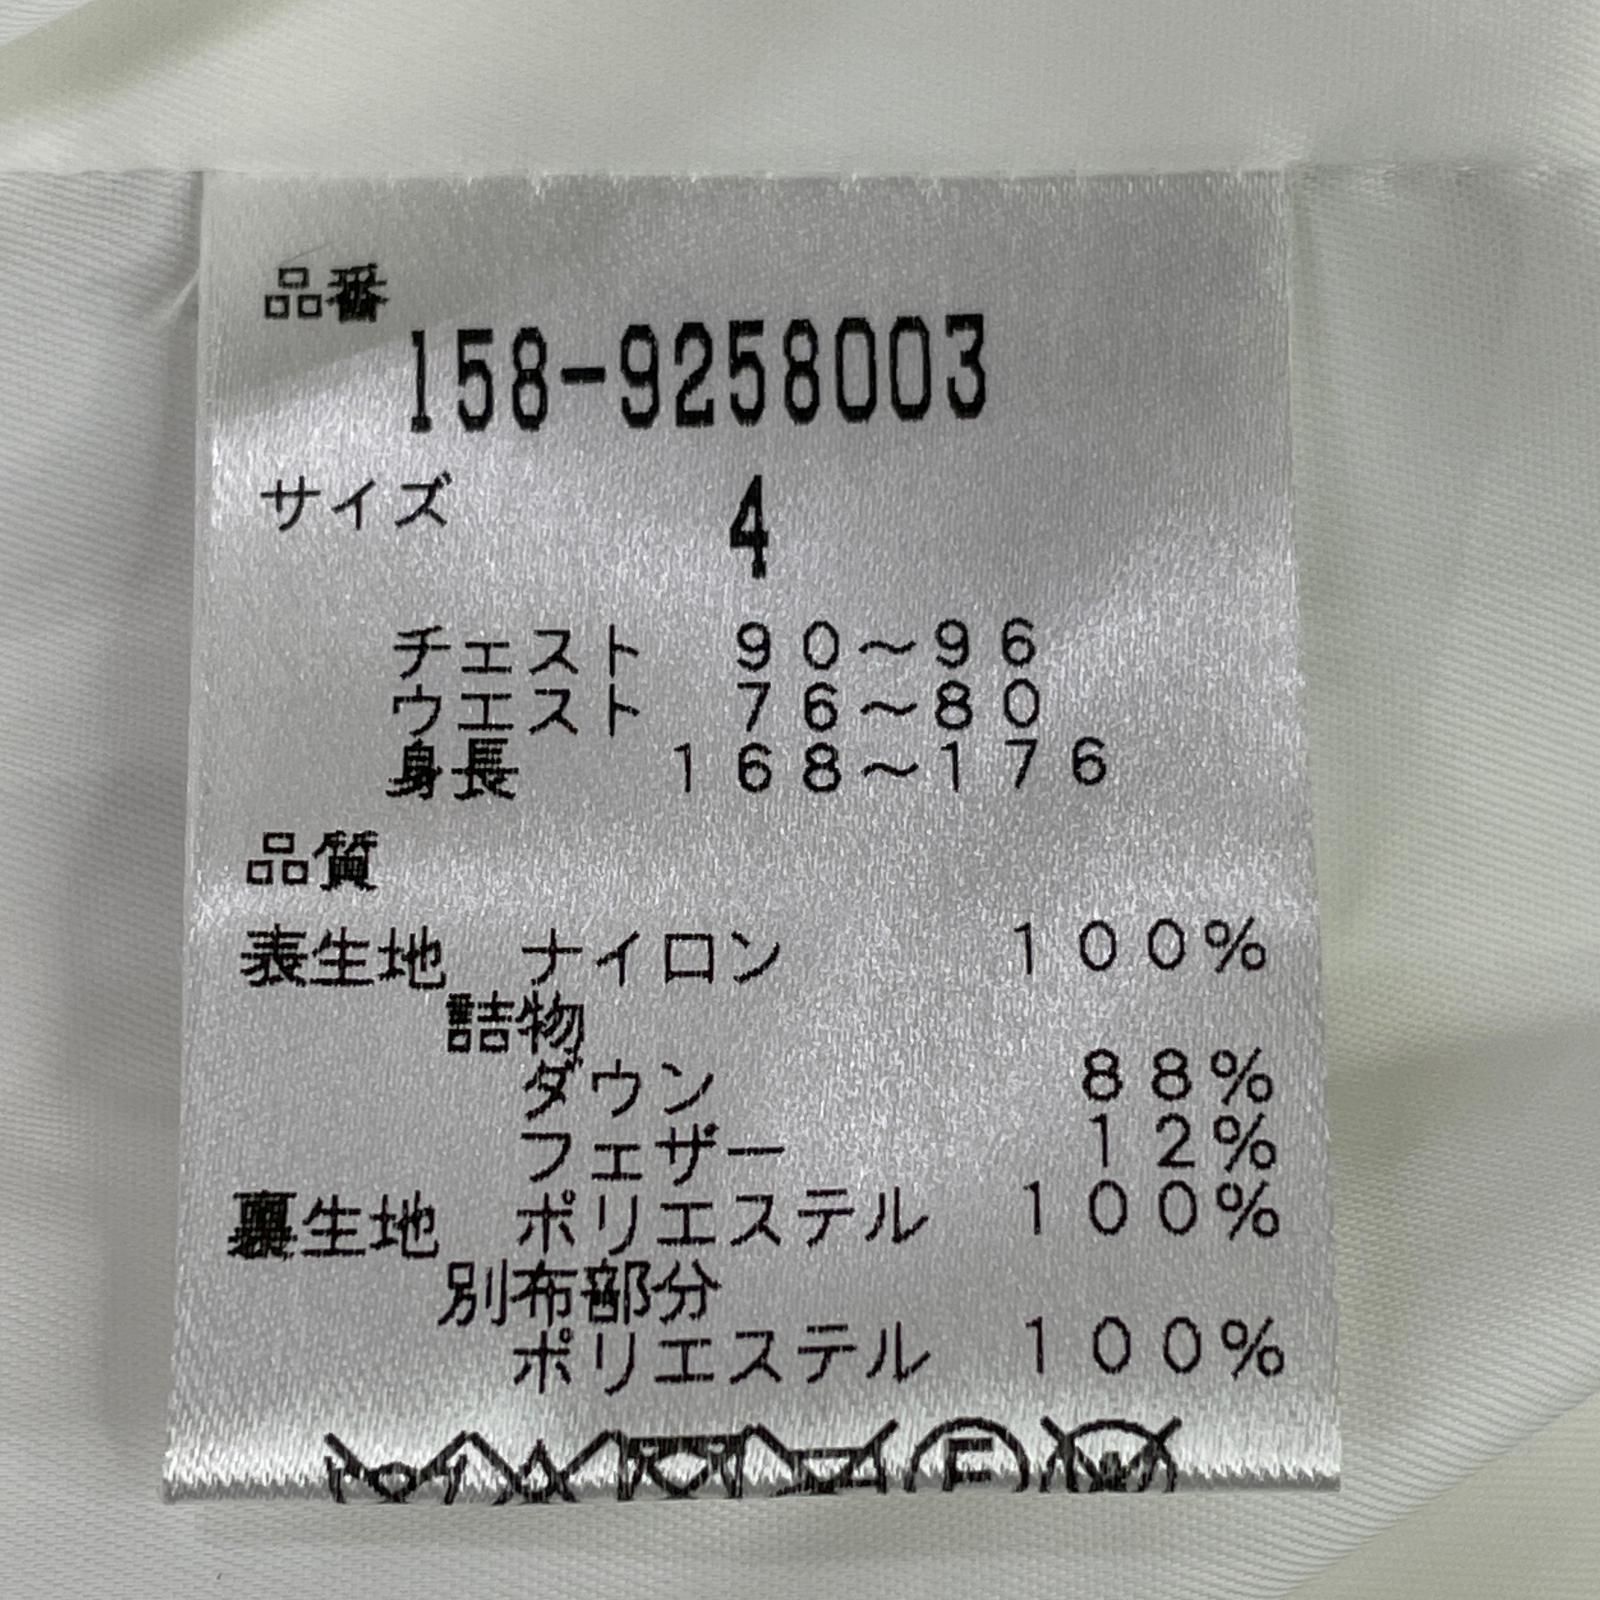 品番
158-9258003
サイズ 4
チェスト 90～96
ウエスト 76～80
身長 168～176
品質
表生地 ナイロン 100%
詰物
ダウン 88%
フェザー 12%
裏生地 ポリエステル 100%
別布部分
ポリエステル 100%
F W